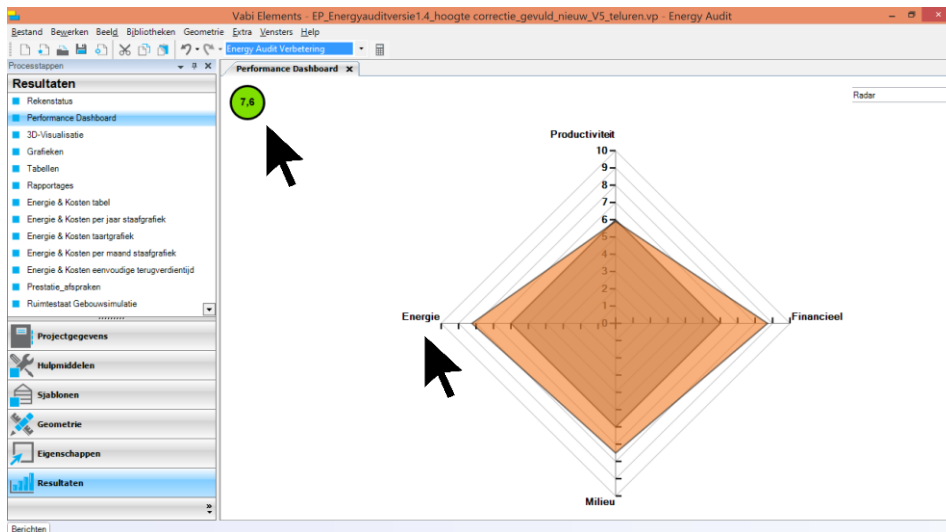 Vabi Elements - EP_Energyauditversie1.4_hoogte correctie_gevuld_nieuw_V5_teluren.vp - Energy Audit
Bestand Bewerken Beeld Bibliotheken Geometrie Extra Vensters Help
Energy Audit Verbetering
Processtappen
Performance Dashboard
Resultaten
Rekenstatus
Performance Dashboard
3D-Visualisatie
Grafieken
Tabellen
Rapportages
Energie & Kosten tabel
Energie & Kosten per jaar staafgrafiek
Energie & Kosten taartgrafiek
Energie & Kosten per maand staafgrafiek
Energie & Kosten eenvoudige terugverdientijd
Prestatie_afspraken
Ruimtestaat Gebouwsimulatie
Projectgegevens
Hulpmiddelen
Sjablonen
Geometrie
Eigenschappen
Resultaten
Berichten
7,6
Radar
Productiviteit
10
9
8
7
6
5
4
3
2
1
0
Energie
Financieel
Milieu